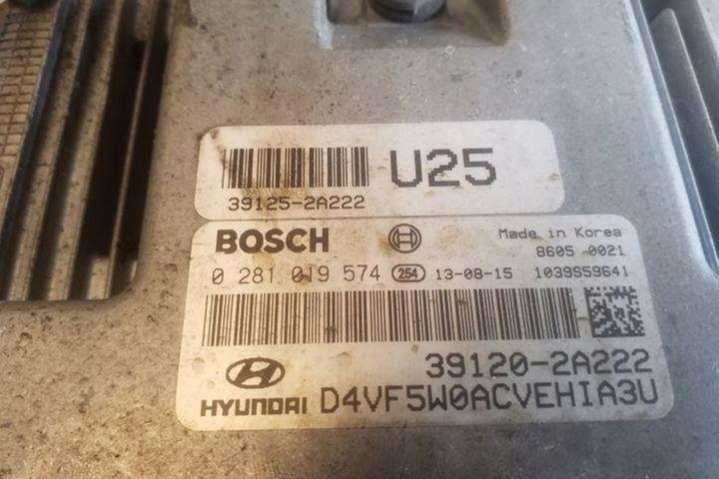 U25
39125-2A222
BOSCH
Made in Korea
8605 0021
0 281 019 574 254 13-08-15 1039S59641
39120-2A222
HYUNDAI D4VF5W0ACVEHIA3U